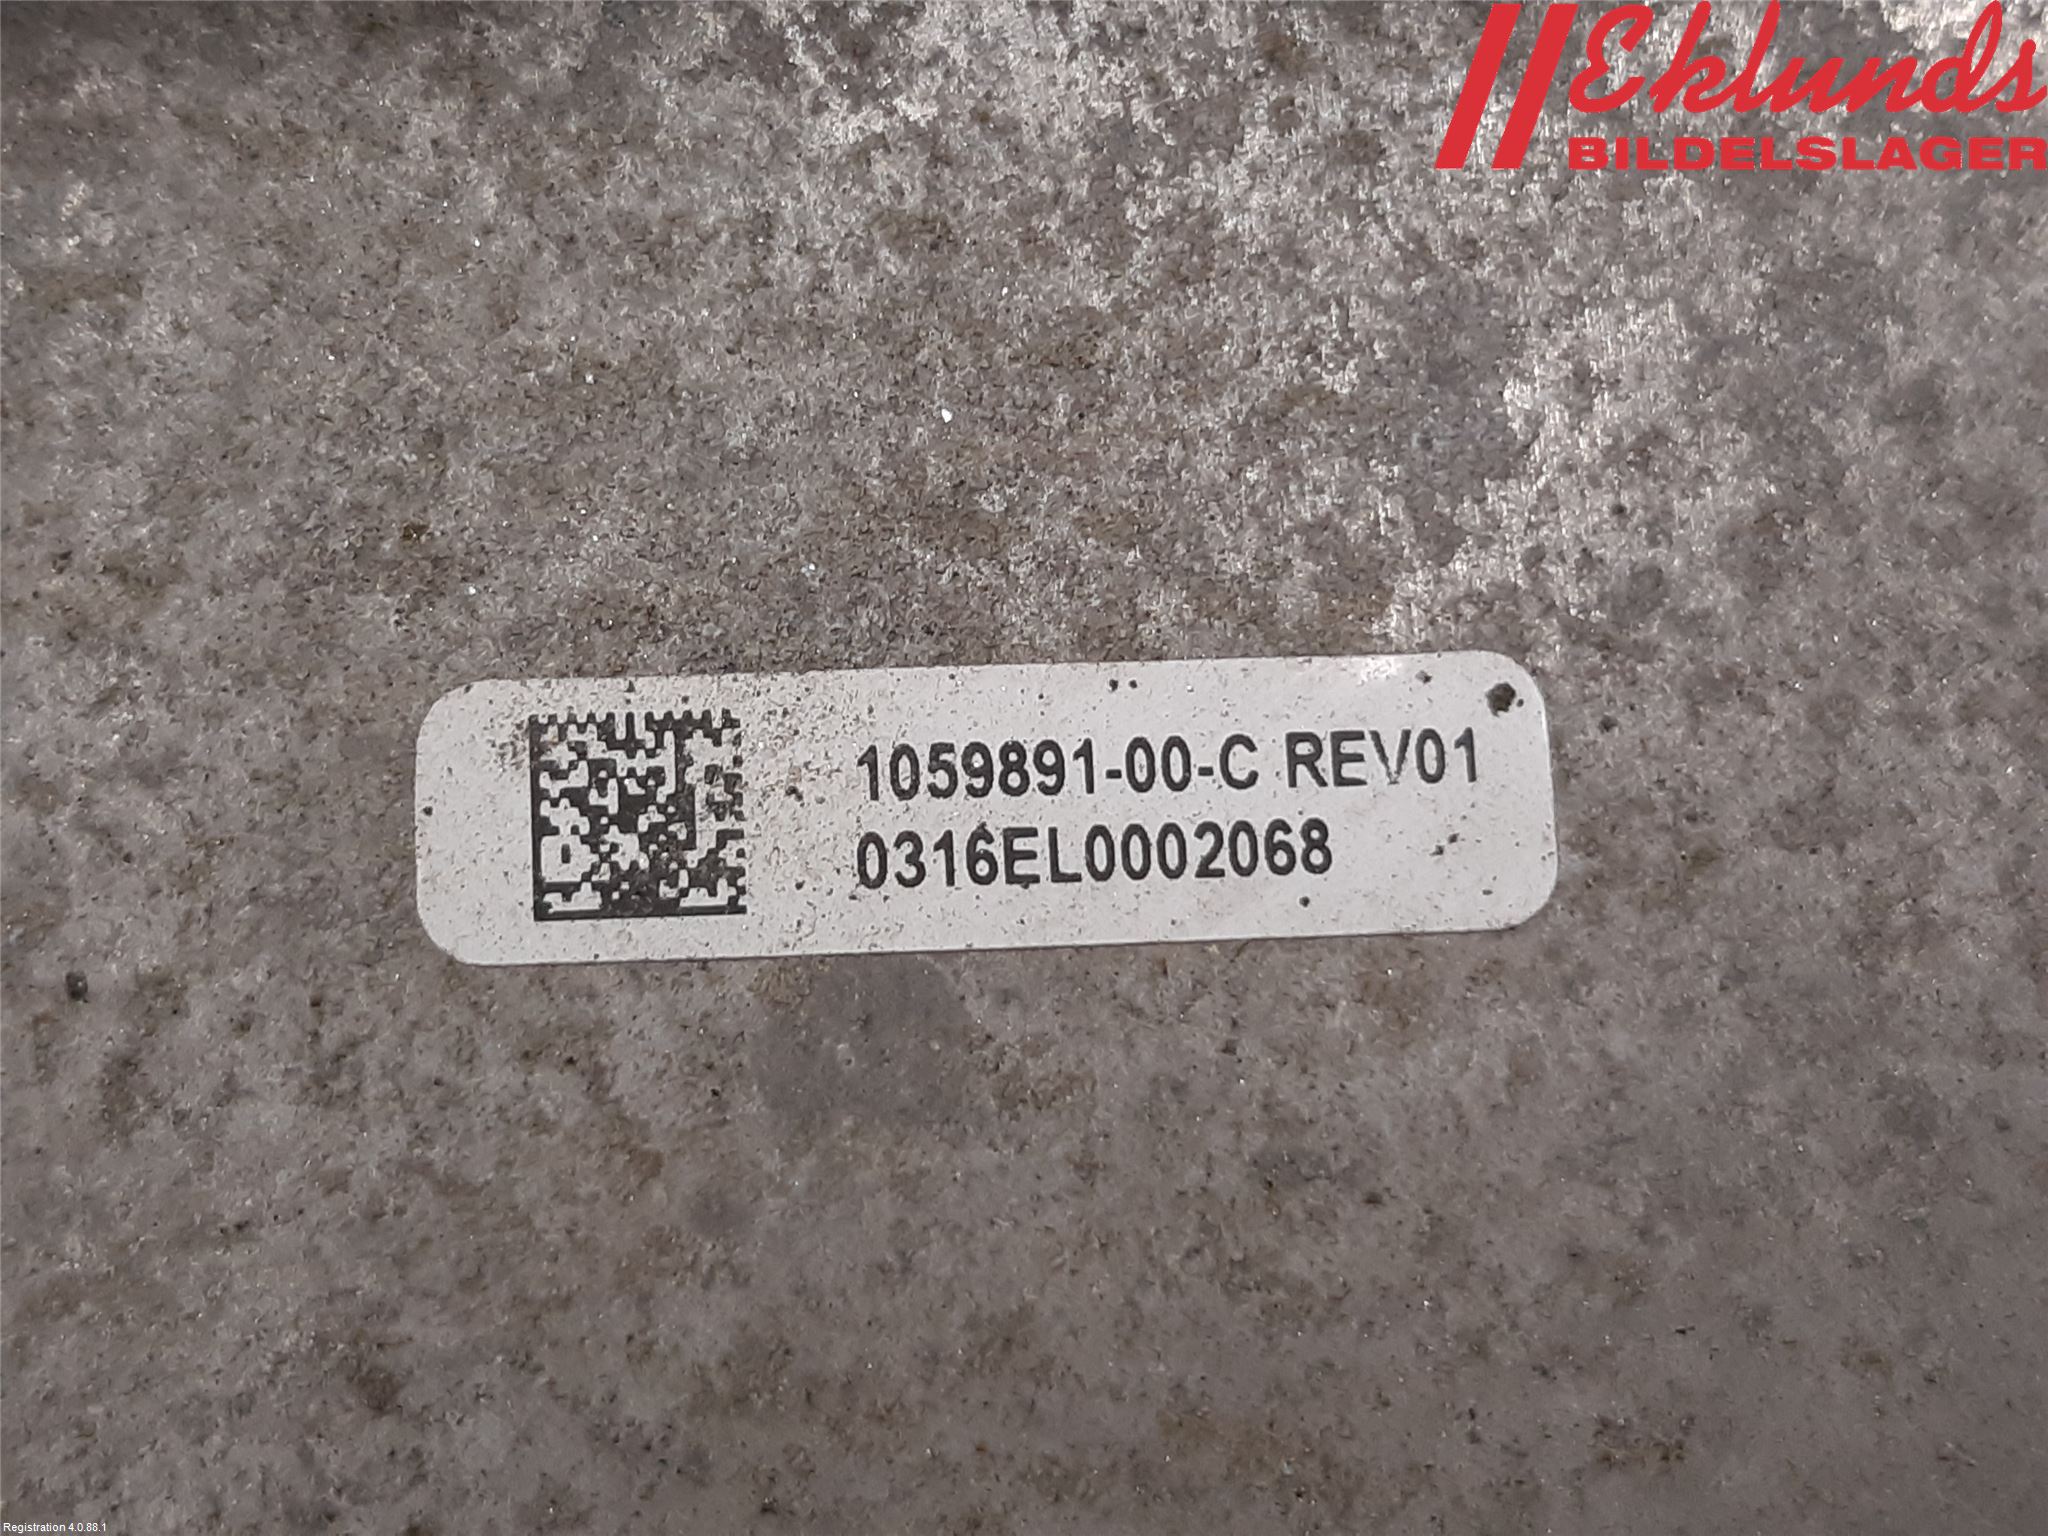 Eklunds
BILDELSLAGER
1059891-00-C REV01
0316EL0002068
Registration 4.0.88.1